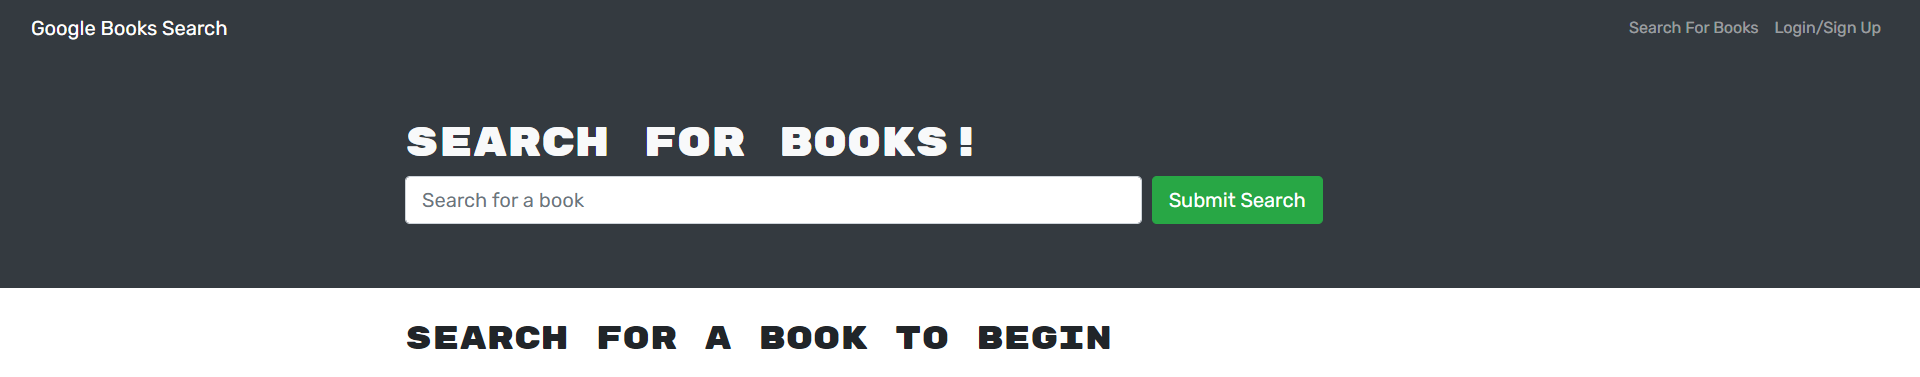 Google Books Search
Search For Books
Login/Sign Up
SEARCH FOR BOOKS!
Search for a book
Submit Search
SEARCH FOR A BOOK TO BEGIN